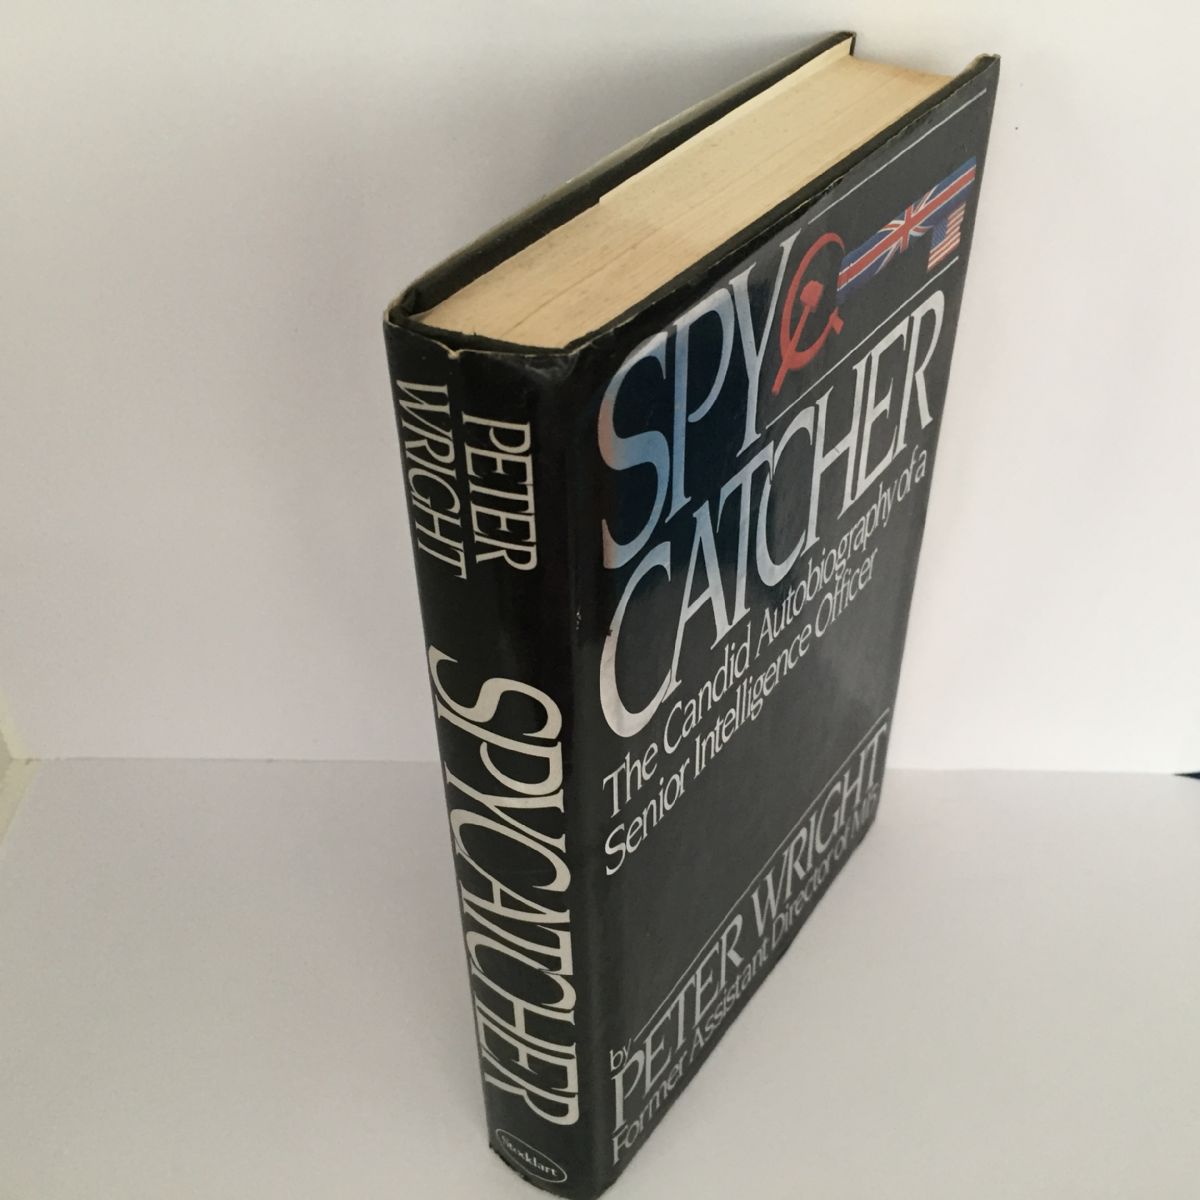 PETER
WRIGHT
SPYCATCHER
Stoddart
SPY
CATCHER
The Candid Autobiography of a
Senior Intelligence Officer
by
PETER WRIGHT
Former Assistant Director of MI5